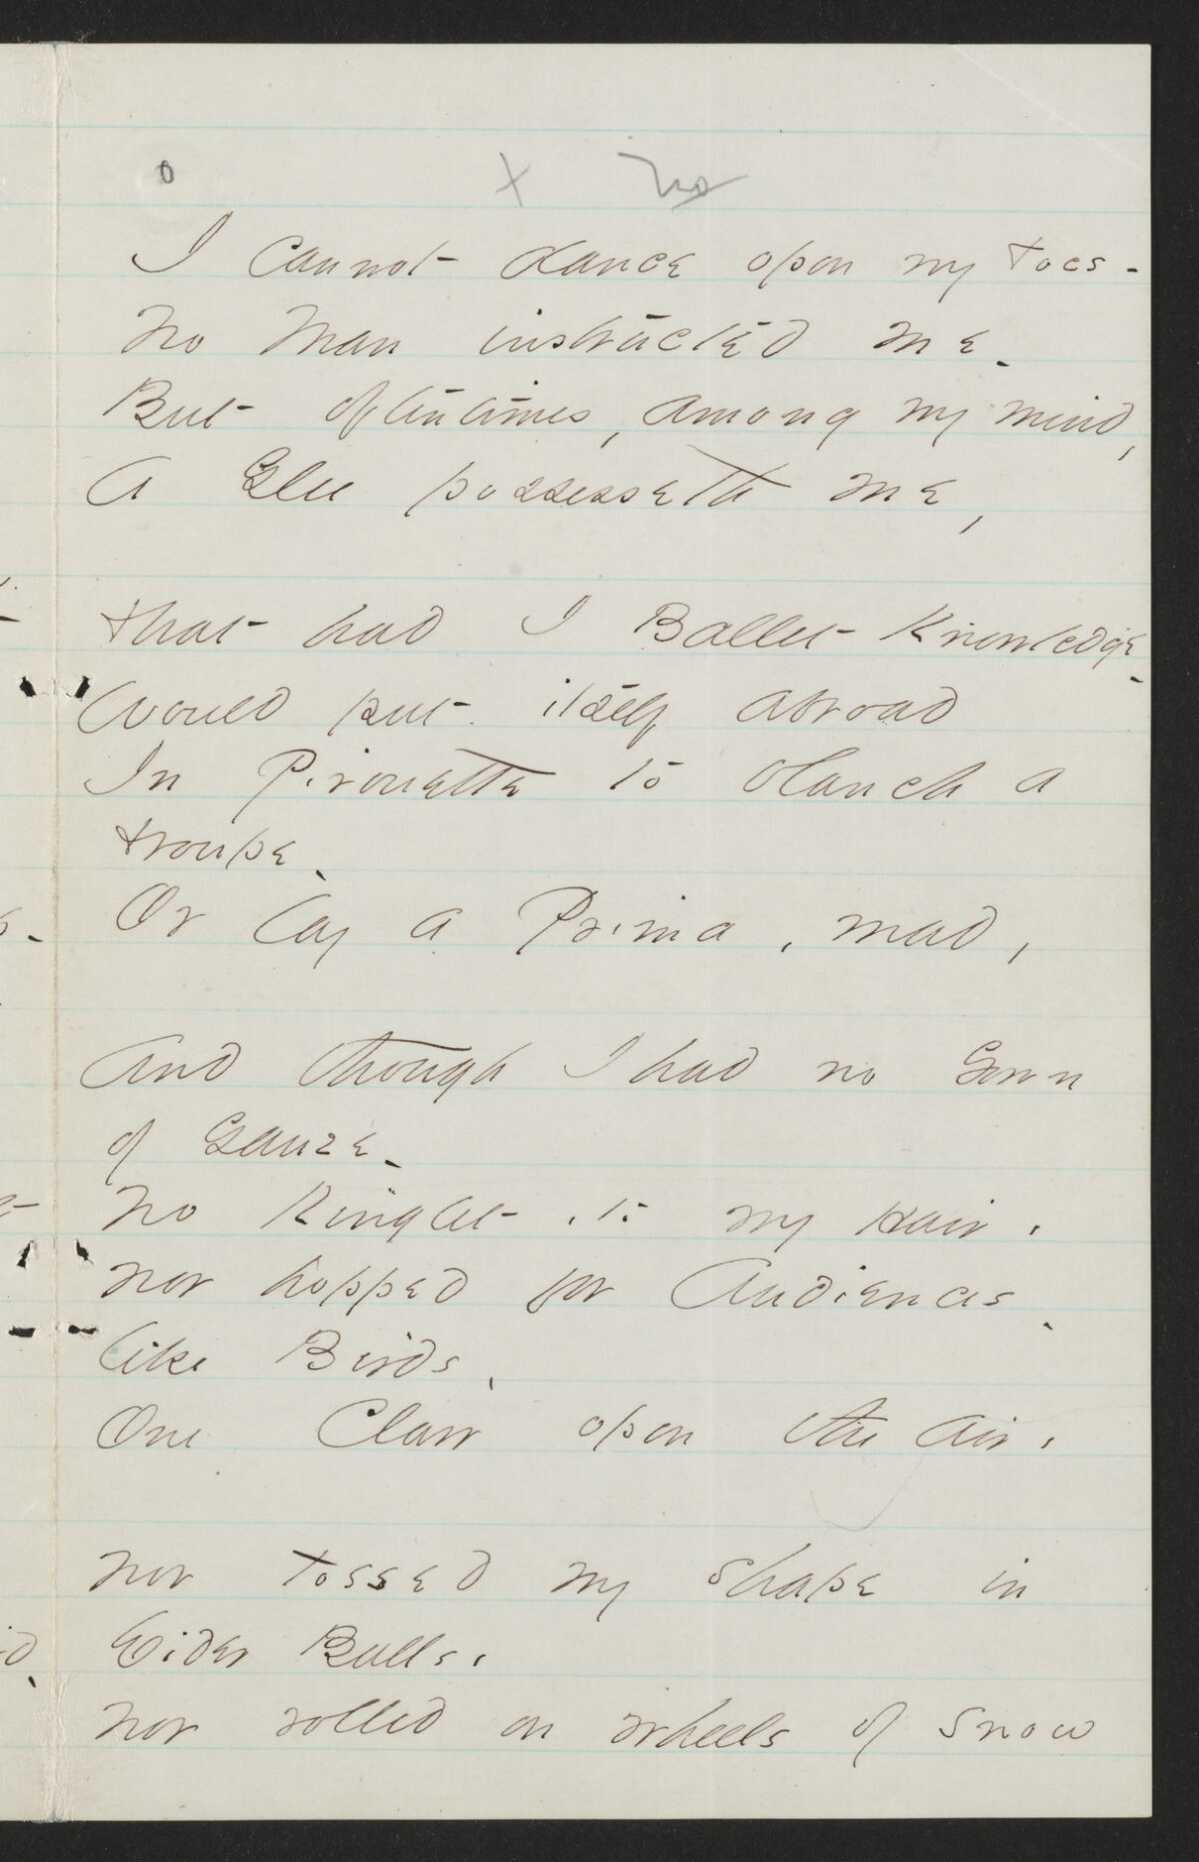 0 x no
I cannot dance opon my Toes -
No Man instructed me -
But oftentimes, among my mind,
A Glee possesseth me,
That had I Ballet Knowledge -
Would put itself abroad
In Pirouette to blanch a
Troupe -
Or lay a Prima, mad,
And though I had no Gown
of Gauze -
No Ringlet, to my Hair,
Nor hopped for Audiences -
like Birds,
One Claw opon the air,
Nor tossed my shape in
Eider Balls,
Nor rolled on wheels of snow